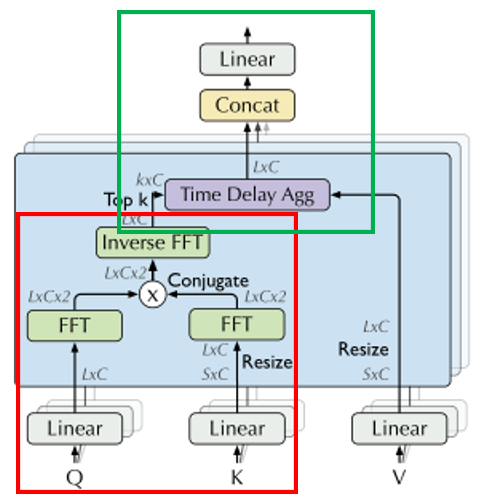 Linear
Concat
LxC
kxC
Top k
Time Delay Agg
LxC
Inverse FFT
LxCx2
Conjugate
LxCx2
X
LxCx2
FFT
FFT
LxC
LxC
Resize
Resize
LxC
SxC
SxC
Linear
Linear
Linear
Q
K
V